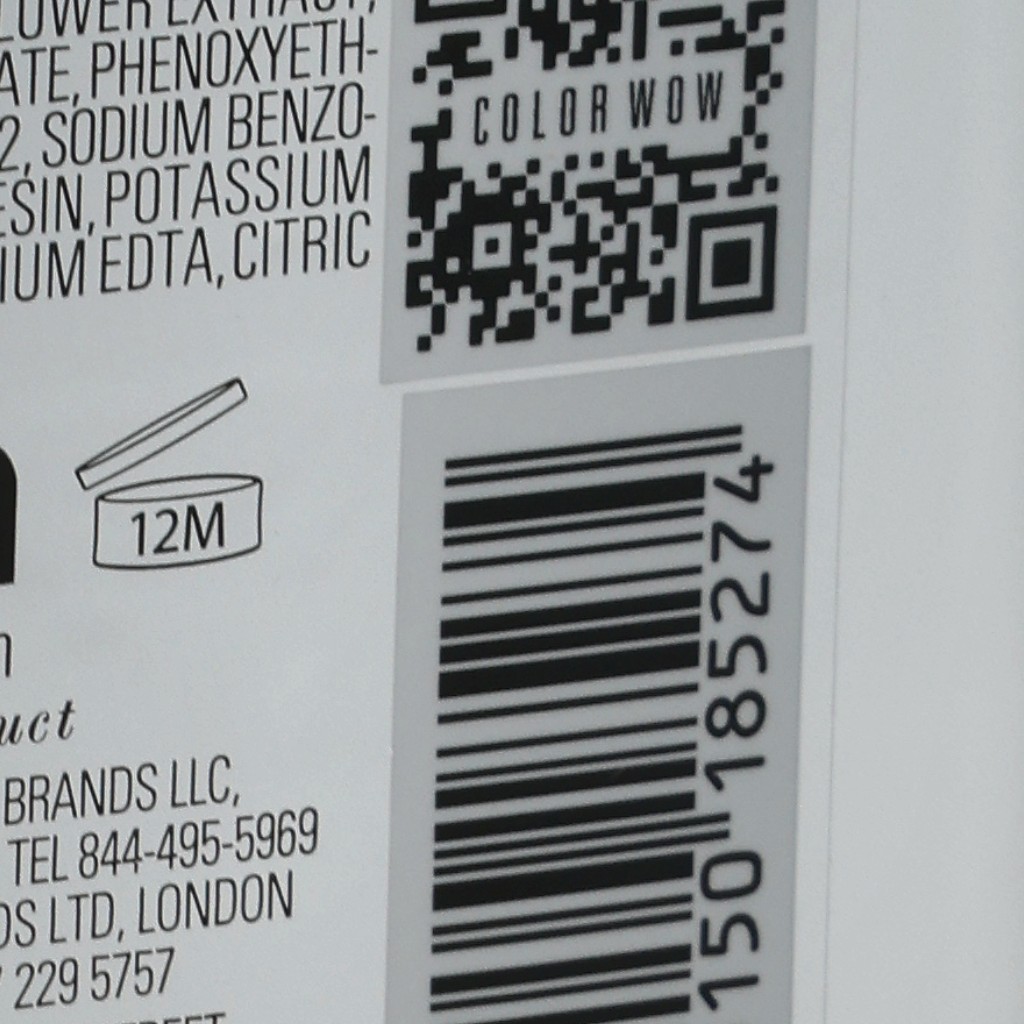 ATE, PHENOXYETH-
2, SODIUM BENZO-
ESIN, POTASSIUM
IUM EDTA, CITRIC
COLOR WOW
12M
uct
BRANDS LLC,
TEL 844-495-5969
DS LTD, LONDON
229 5757
150 185274